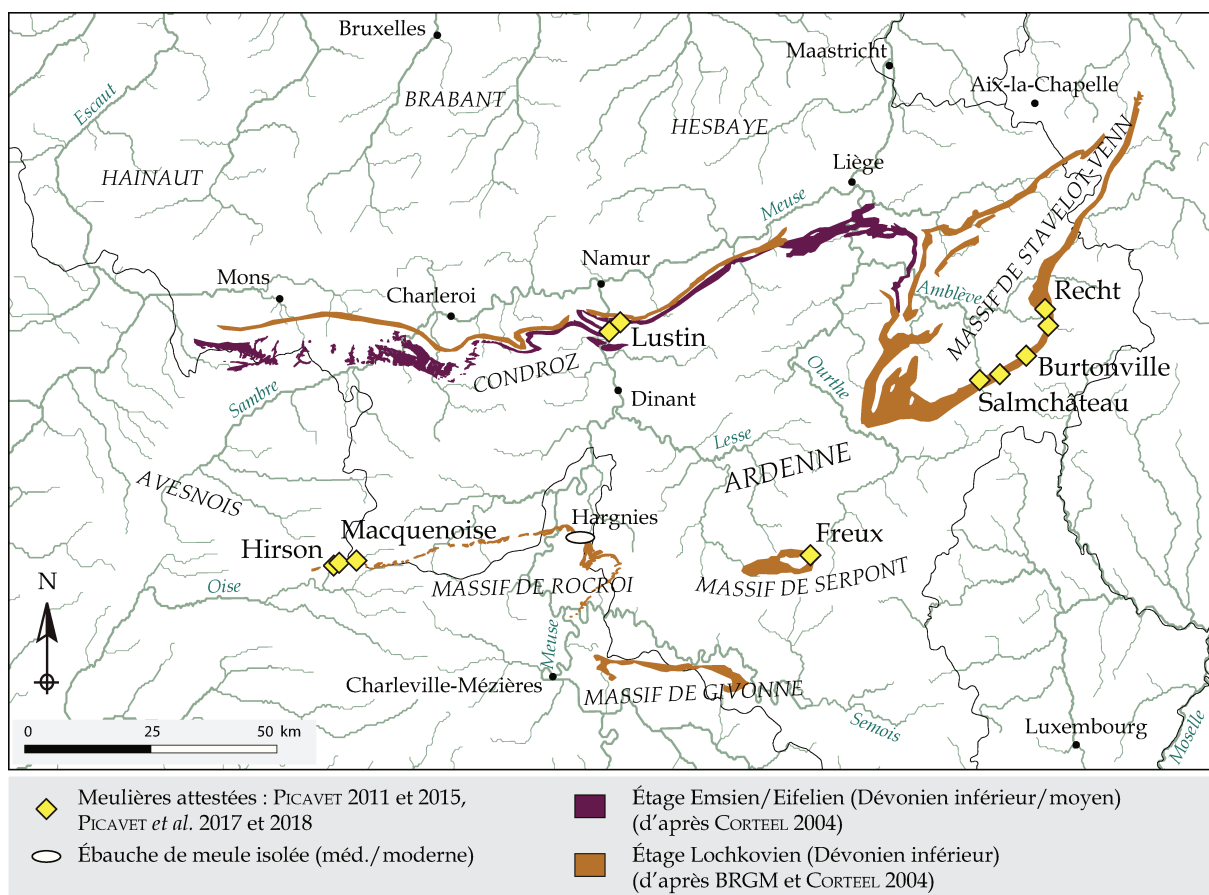 Bruxelles
Maastricht
Aix-la-Chapelle
Escaut
BRABANT
HESBAYE
HAINAUT
Liège
Meuse
MASSIF DE STAVELOT-VENN
Namur
Mons
Charleroi
Amblève
Recht
Lustin
CONDROZ
Burtonville
Sambre
Ourthe
Dinant
Salmchâteau
Lesse
ARDENNE
AVESNOIS
Hargnies
Macquenoise
Freux
Hirson
Oise
MASSIF DE ROCROI
MASSIF DE SERPONT
N
Meuse
Charleville-Mézières
MASSIF DE GIVONNE
Semois
Luxembourg
Moselle
0 25 50 km
Meulières attestées : PICAVET 2011 et 2015,
PICAVET et al. 2017 et 2018
Ébauche de meule isolée (méd./moderne)
Étage Emsien/Eifelien (Dévonien inférieur/moyen)
(d'après CORTEEL 2004)
Étage Lochkovien (Dévonien inférieur)
(d'après BRGM et CORTEEL 2004)